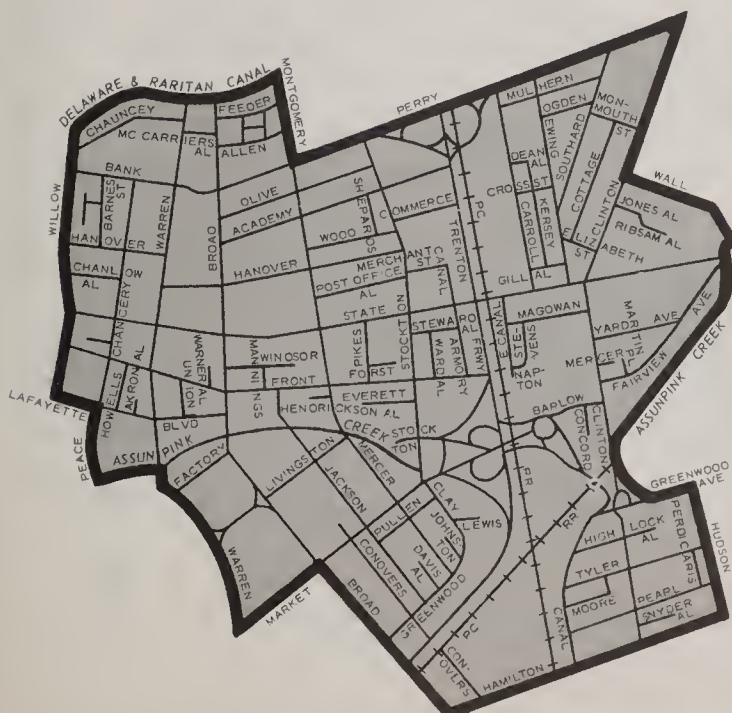 DELAWARE & RARITAN CANAL
MONTGOMERY
PERRY
CHAUNCEY
FEEDER
MC CARRIERS AL
ALLEN
MULHERN
OGDEN
MONMOUTH ST
EWING
SOUTHARD
COTTAGE
CLINTON
WALL
BANK
BARNES ST
WARREN
WILLOW
OLIVE
ACADEMY
SHEPARDS
COMMERCE
DEAN AL
CROSS ST
CARROLL
KERSEY
JONES AL
RIBSAM AL
ELIZABETH ST
HANOVER
BROAD
HANOVER
WOOD
MERCHANT ST
CANAL
TRENTON
PC
GILL AL
CHANLOW AL
CHANCERY
POST OFFICE AL
STATE
STOCKTON
STEWARD AL
WARD AL
ARMORY
FRWY
E CANAL
STEVENS
MAGOWAN
NAPTON
YARD AVE
MARTIN PL
MERCER
FAIRVIEW AVE
ASSUNPINK CREEK
HOWELLS
AKRON AL
WARNER AL
UNION
MANNINGS
WINDSOR
FRONT
PIKES
FORST
EVERETT
HENDRICKSON AL
LAFAYETTE
PEACE
BLVD
ASSUNPINK CREEK
STOCKTON
BARLOW
CONCORD
CLINTON
FACTORY
LIVINGSTON
JACKSON
MERCER
PULLEN
CLAY
JOHNSTON
LEWIS
RR
RR
GREENWOOD AVE
WARREN
MARKET
CONOVERS AL
DAVIS
BROAD
GREENWOOD
PC
CONOVERS
HAMILTON
CANAL
HIGH
LOCK AL
PERDICARIS
HUDSON
TYLER
MOORE
PEARL
SNYDER AL